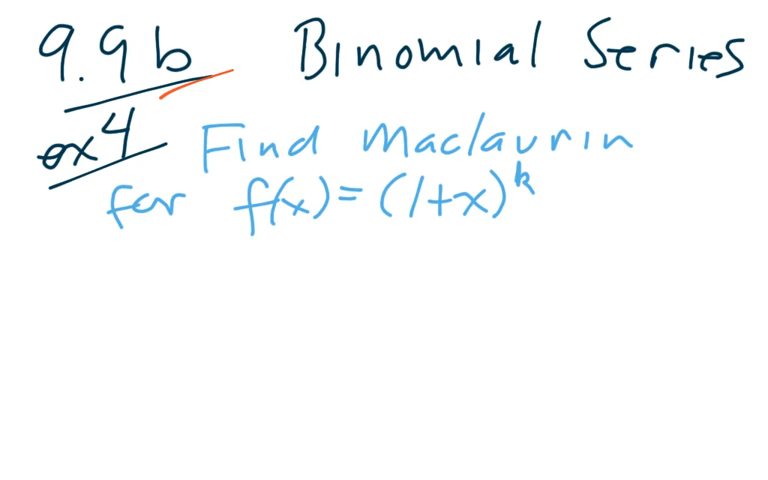 9.9b Binomial Series
ex4 Find Maclaurin
for f(x)=(1+x)^k